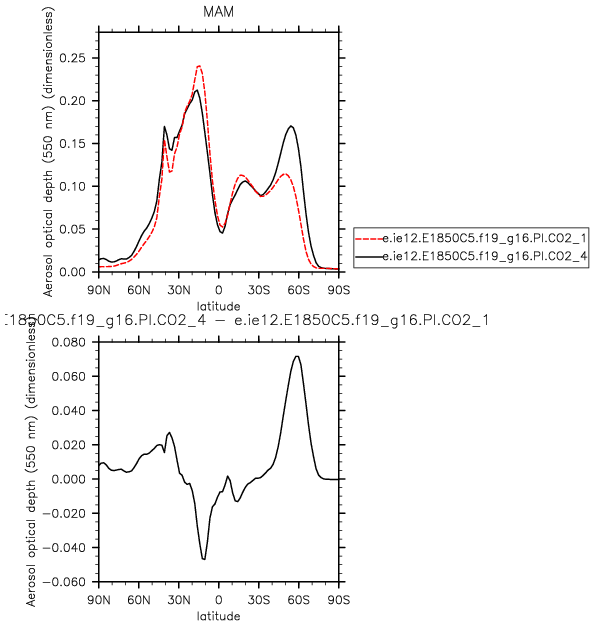 MAM
Aerosol optical depth (550 nm) (dimensionless)
0.25
0.20
0.15
0.10
0.05
0.00
90N 60N 30N 0 30S 60S 90S
latitude
e.ie12.E1850C5.f19_g16.PI.CO2_1
e.ie12.E1850C5.f19_g16.PI.CO2_4
:1850C5.f19_g16.PI.CO2_4 − e.ie12.E1850C5.f19_g16.PI.CO2_1
Aerosol optical depth (550 nm) (dimensionless)
0.080
0.060
0.040
0.020
0.000
−0.020
−0.040
−0.060
90N 60N 30N 0 30S 60S 90S
latitude